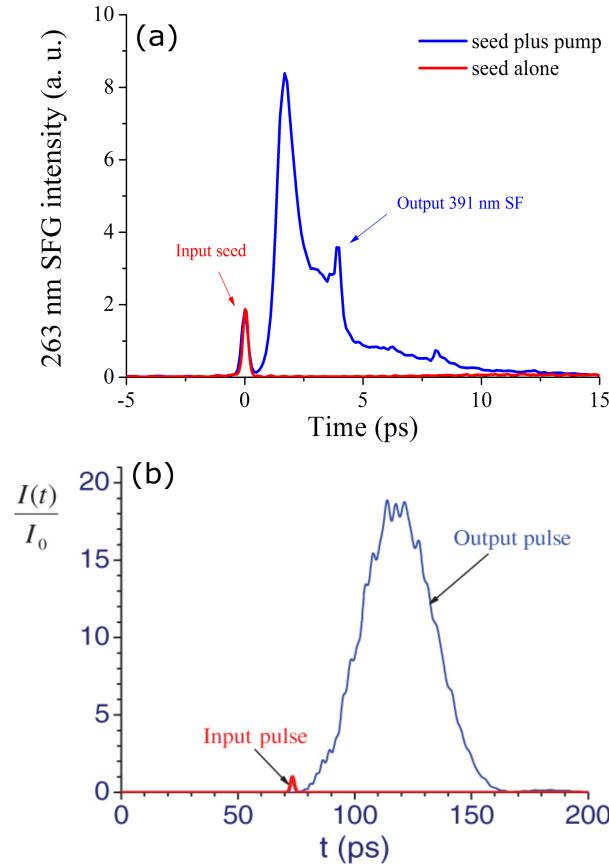 (a)
seed plus pump
seed alone
263 nm SFG intensity (a. u.)
10
8
6
4
2
0
Input seed
Output 391 nm SF
-5 0 5 10 15
Time (ps)
(b)
I(t)
I0
20
15
10
5
0
Output pulse
Input pulse
0 50 100 150 200
t (ps)